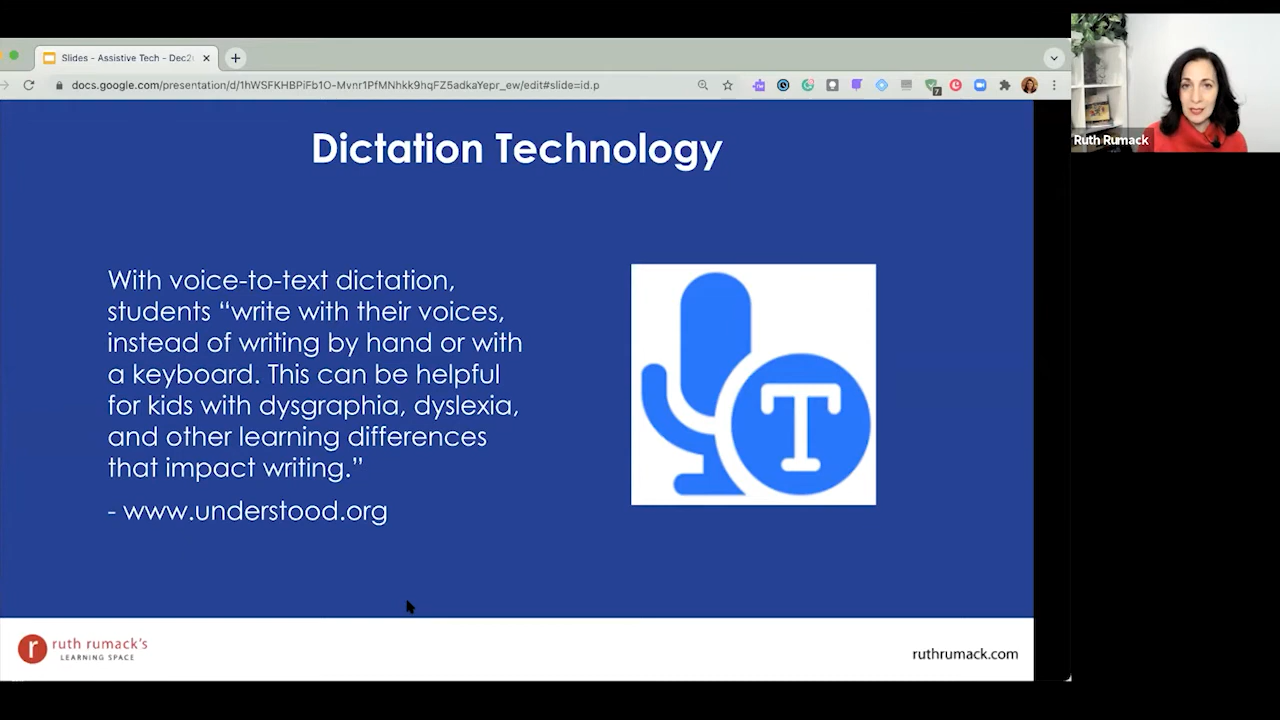 Slides - Assistive Tech - Dec2
docs.google.com/presentation/d/1hWSFKHBPiFb1O-Mvnr1PfMNhkk9hqFZ5adkaYepr_ew/edit#slide=id.p
7
Ruth Rumack
Dictation Technology
With voice-to-text dictation,
students “write with their voices,
instead of writing by hand or with
a keyboard. This can be helpful
for kids with dysgraphia, dyslexia,
and other learning differences
that impact writing.”
- www.understood.org
T
r
ruth rumack's
LEARNING SPACE
ruthrumack.com